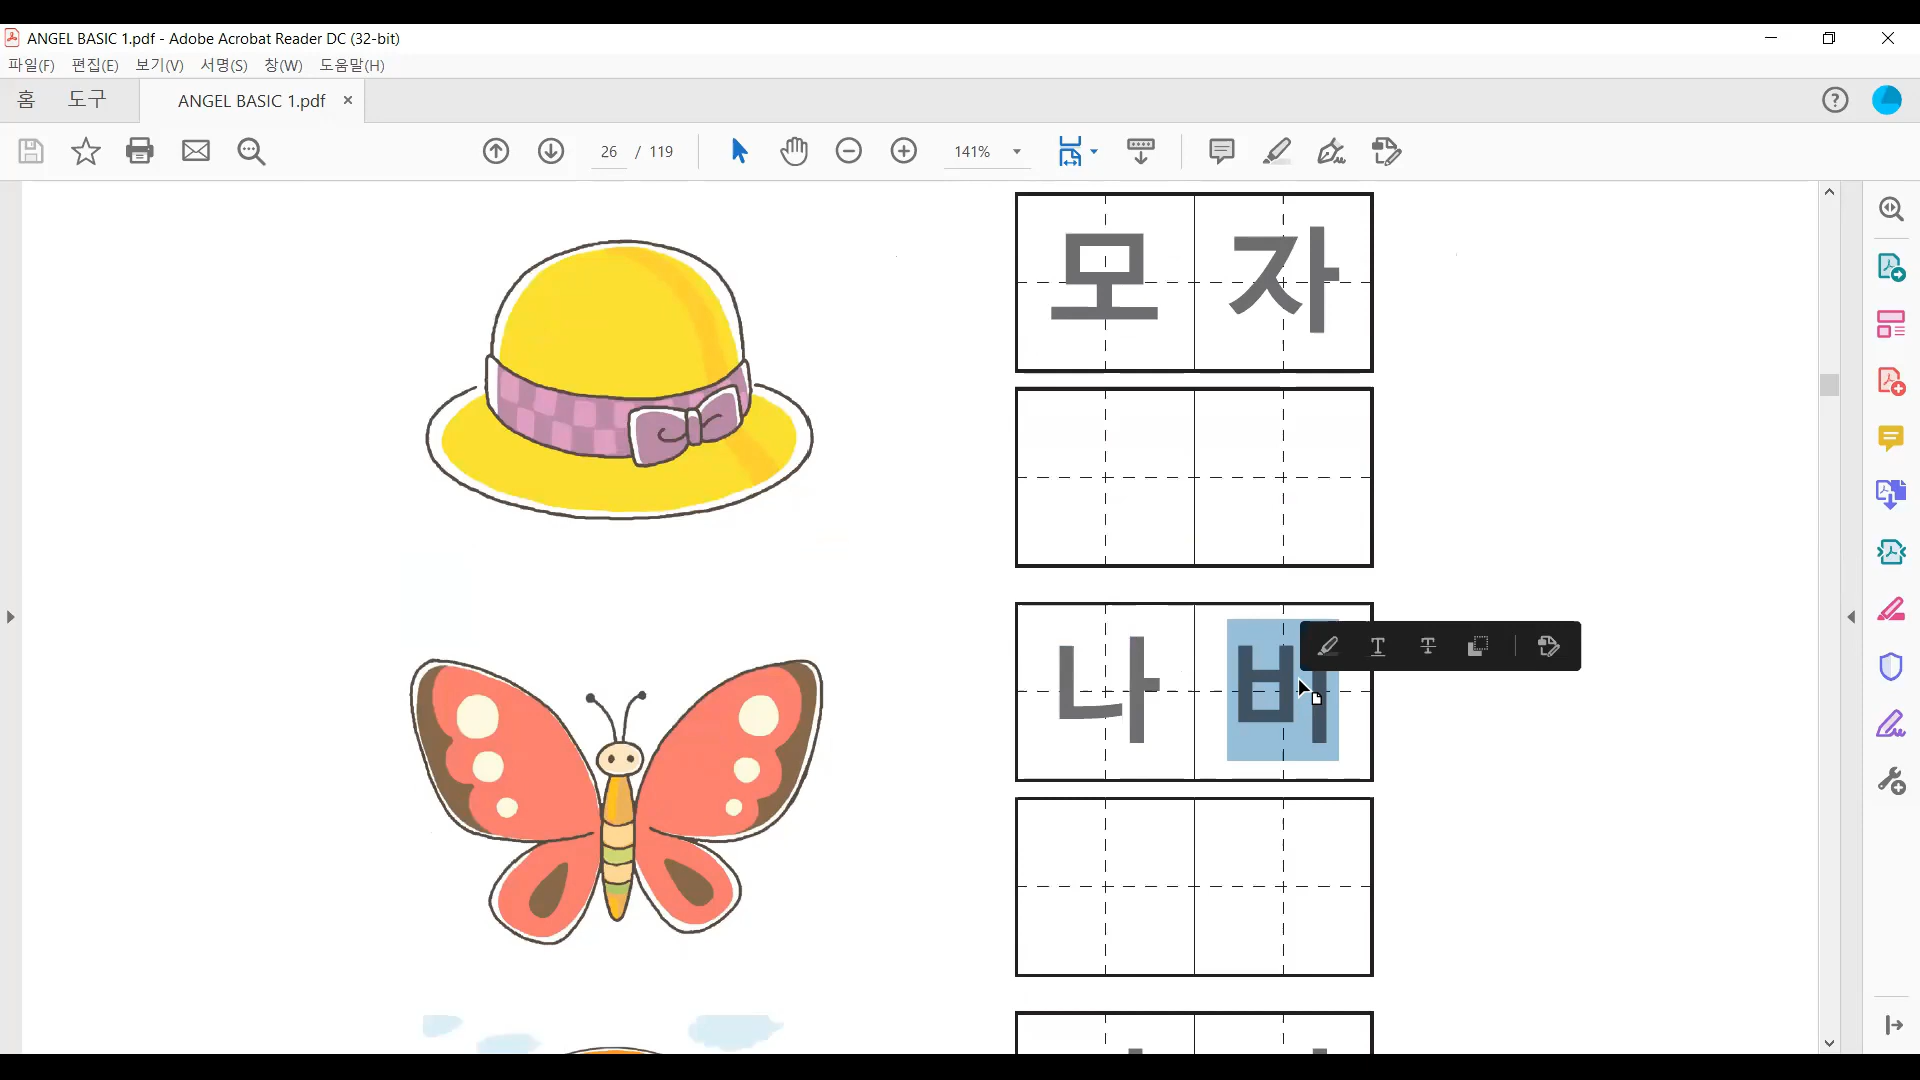 ANGEL BASIC 1.pdf - Adobe Acrobat Reader DC (32-bit)
파일(F) 편집(E) 보기(V) 서명(S) 창(W) 도움말(H)
홈 도구 ANGEL BASIC 1.pdf
26 / 119 141%
모자
나비